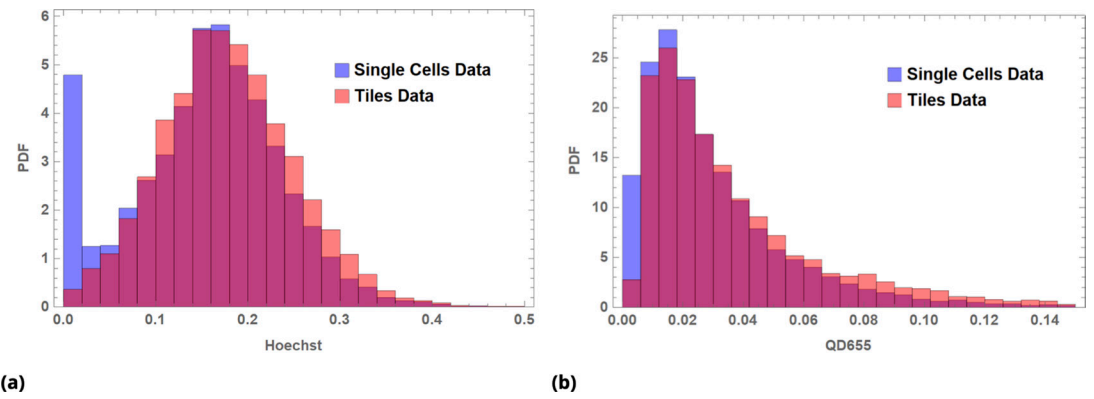 6
5
4
3
2
1
0
PDF
Single Cells Data
Tiles Data
0.0 0.1 0.2 0.3 0.4 0.5
Hoechst
(a)
25
20
15
10
5
0
PDF
Single Cells Data
Tiles Data
0.00 0.02 0.04 0.06 0.08 0.10 0.12 0.14
QD655
(b)